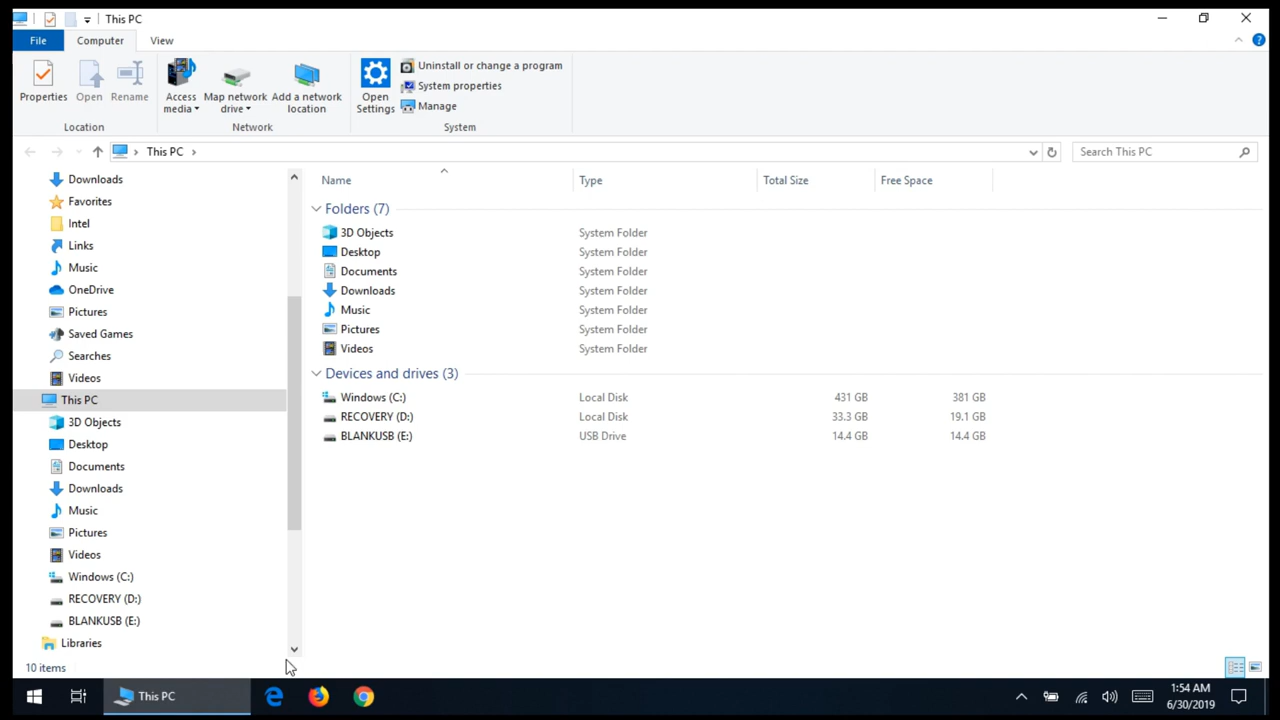 This PC
File Computer View
Properties Open Rename Access media Map network drive Add a network location Open Settings
Uninstall or change a program
System properties
Manage
Location Network System
This PC
Search This PC
Downloads
Favorites
Intel
Links
Music
OneDrive
Pictures
Saved Games
Searches
Videos
This PC
3D Objects
Desktop
Documents
Downloads
Music
Pictures
Videos
Windows (C:)
RECOVERY (D:)
BLANKUSB (E:)
Libraries
Name Type Total Size Free Space
Folders (7)
3D Objects System Folder
Desktop System Folder
Documents System Folder
Downloads System Folder
Music System Folder
Pictures System Folder
Videos System Folder
Devices and drives (3)
Windows (C:) Local Disk 431 GB 381 GB
RECOVERY (D:) Local Disk 33.3 GB 19.1 GB
BLANKUSB (E:) USB Drive 14.4 GB 14.4 GB
10 items
This PC
1:54 AM
6/30/2019